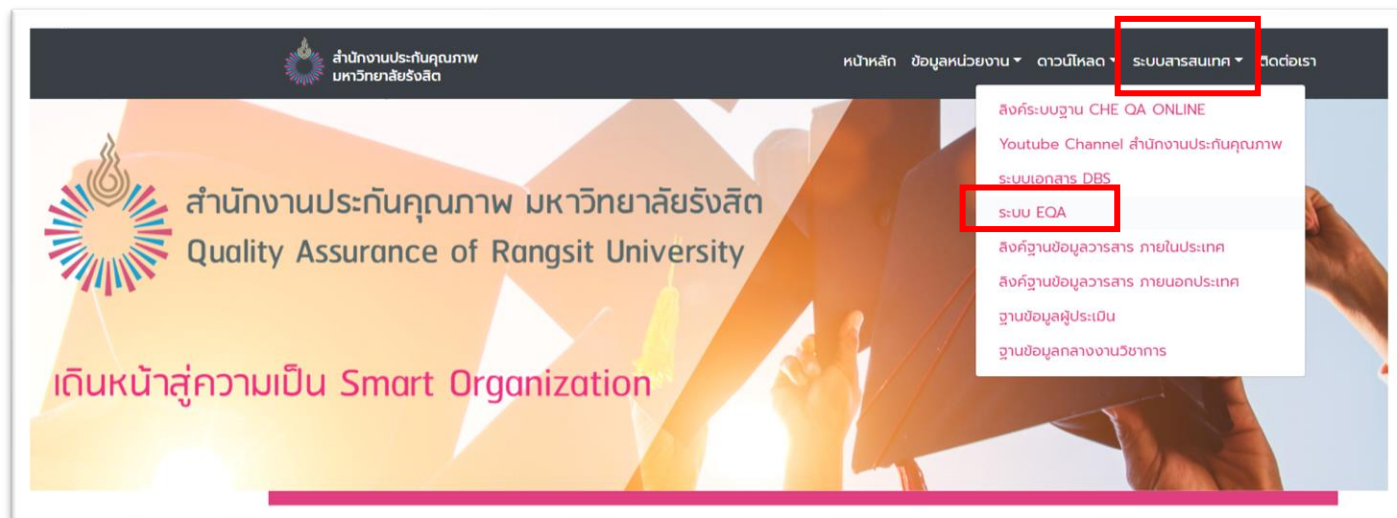 สำนักงานประกันคุณภาพ
มหาวิทยาลัยรังสิต
หน้าหลัก ข้อมูลหน่วยงาน ดาวน์โหลด ระบบสารสนเทศ ติดต่อเรา
ลิงค์ระบบฐาน CHE QA ONLINE
Youtube Channel สำนักงานประกันคุณภาพ
ระบบเอกสาร DBS
ระบบ EQA
ลิงค์ฐานข้อมูลวารสาร ภายในประเทศ
ลิงค์ฐานข้อมูลวารสาร ภายนอกประเทศ
ฐานข้อมูลผู้ประเมิน
ฐานข้อมูลกลางงานวิชาการ
สำนักงานประกันคุณภาพ มหาวิทยาลัยรังสิต
Quality Assurance of Rangsit University
เดินหน้าสู่ความเป็น Smart Organization